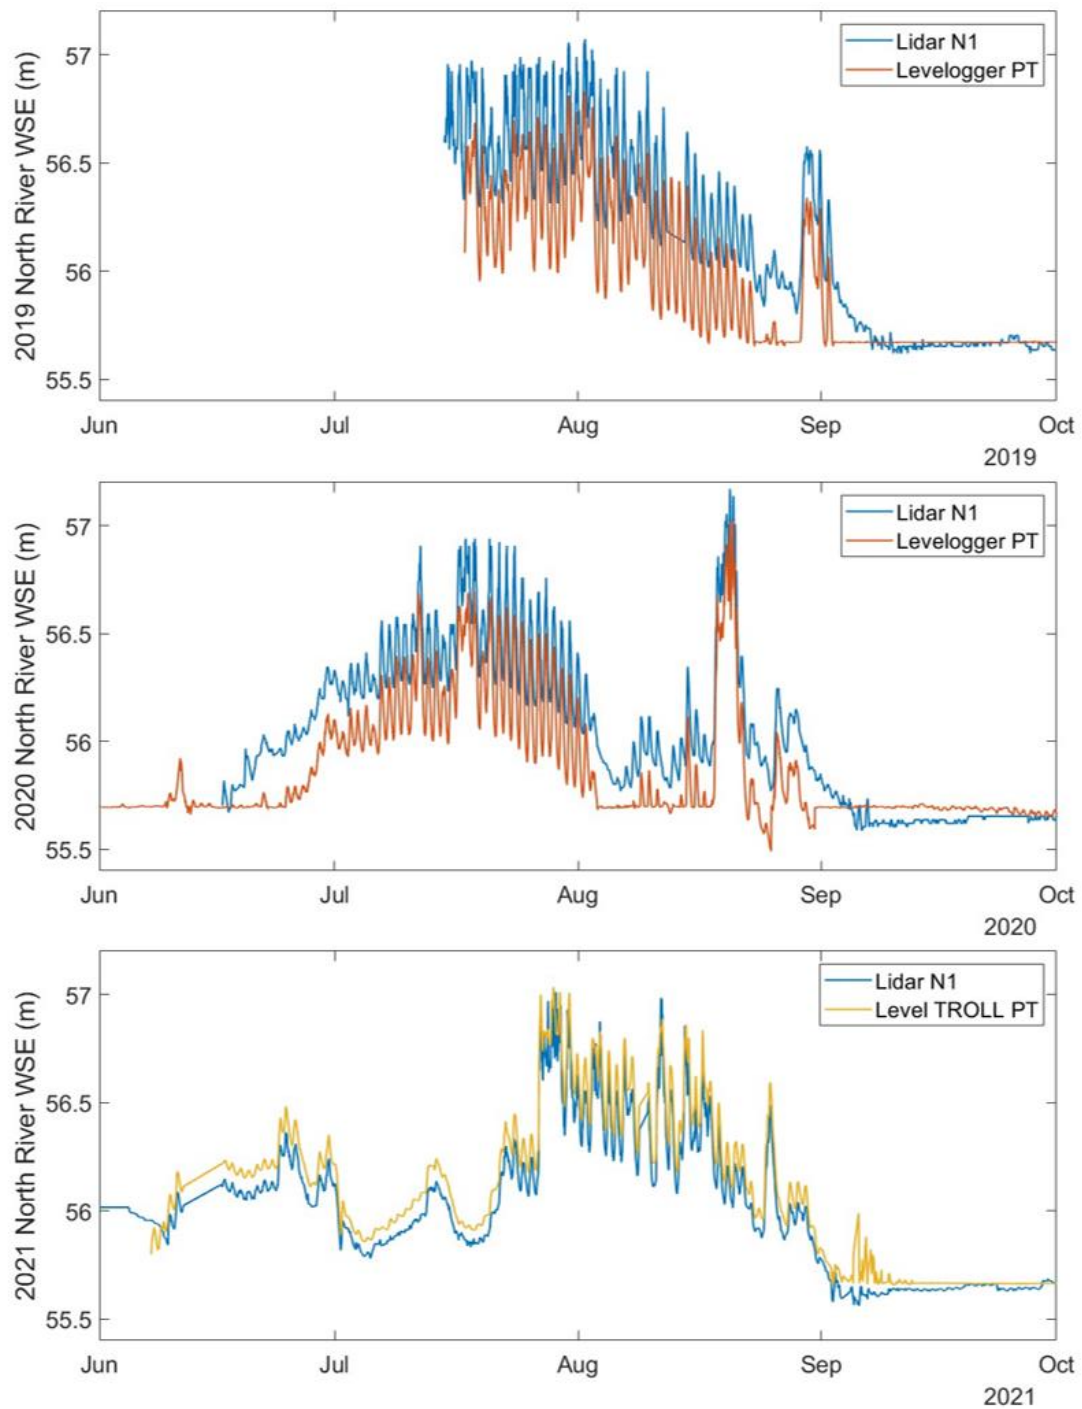 2019 North River WSE (m)
57
56.5
56
55.5
Lidar N1
Levelogger PT
Jun Jul Aug Sep Oct
2019
2020 North River WSE (m)
57
56.5
56
55.5
Lidar N1
Levelogger PT
Jun Jul Aug Sep Oct
2020
2021 North River WSE (m)
57
56.5
56
55.5
Lidar N1
Level TROLL PT
Jun Jul Aug Sep Oct
2021